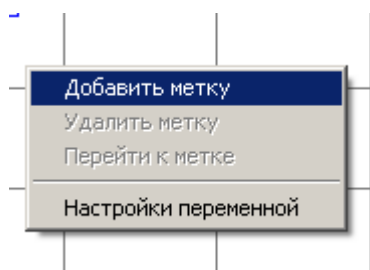 Добавить метку
Удалить метку
Перейти к метке
Настройки переменной